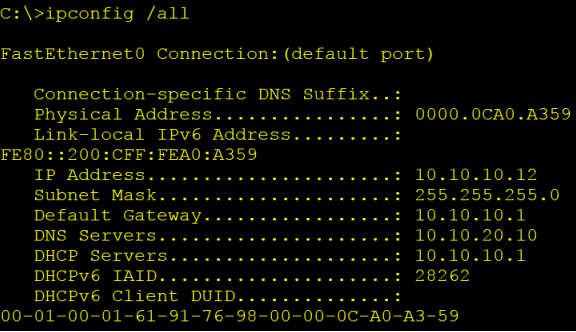 C:\>ipconfig /all
FastEthernet0 Connection:(default port)
Connection-specific DNS Suffix..:
Physical Address................: 0000.0CA0.A359
Link-local IPv6 Address.........:
FE80::200:CFF:FEA0:A359
IP Address......................: 10.10.10.12
Subnet Mask.....................: 255.255.255.0
Default Gateway.................: 10.10.10.1
DNS Servers.....................: 10.10.20.10
DHCP Servers....................: 10.10.10.1
DHCPv6 IAID.....................: 28262
DHCPv6 Client DUID..............:
00-01-00-01-61-91-76-98-00-00-0C-A0-A3-59